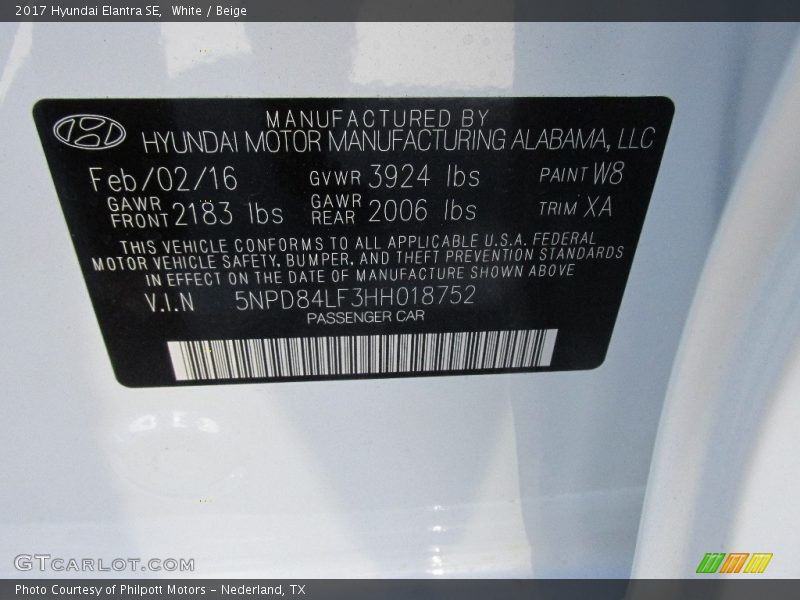 2017 Hyundai Elantra SE, White / Beige
MANUFACTURED BY
HYUNDAI MOTOR MANUFACTURING ALABAMA, LLC
Feb/02/16 GVWR 3924 lbs PAINT W8
GAWR FRONT 2183 lbs GAWR REAR 2006 lbs TRIM XA
THIS VEHICLE CONFORMS TO ALL APPLICABLE U.S.A. FEDERAL
MOTOR VEHICLE SAFETY, BUMPER, AND THEFT PREVENTION STANDARDS
IN EFFECT ON THE DATE OF MANUFACTURE SHOWN ABOVE
V.I.N 5NPD84LF3HH018752
PASSENGER CAR
GTCARLOT.COM
Photo Courtesy of Philpott Motors - Nederland, TX